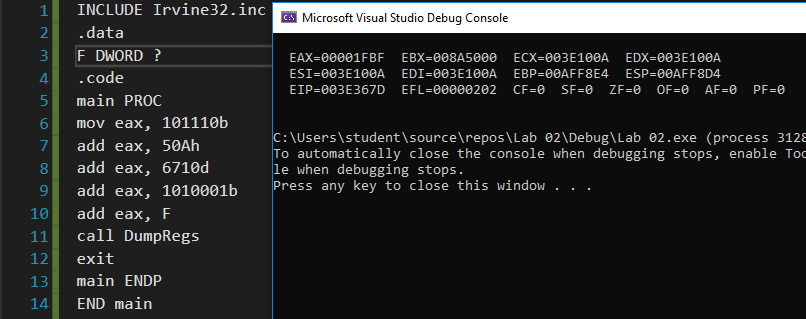 1 INCLUDE Irvine32.inc
2 .data
3 F DWORD ?
4 .code
5 main PROC
6 mov eax, 101110b
7 add eax, 50Ah
8 add eax, 6710d
9 add eax, 1010001b
10 add eax, F
11 call DumpRegs
12 exit
13 main ENDP
14 END main
Microsoft Visual Studio Debug Console
EAX=00001FBF EBX=008A5000 ECX=003E100A EDX=003E100A
ESI=003E100A EDI=003E100A EBP=00AFF8E4 ESP=00AFF8D4
EIP=003E367D EFL=00000202 CF=0 SF=0 ZF=0 OF=0 AF=0 PF=0
C:\Users\student\source\repos\Lab 02\Debug\Lab 02.exe (process 3128
To automatically close the console when debugging stops, enable Too
le when debugging stops.
Press any key to close this window . . .